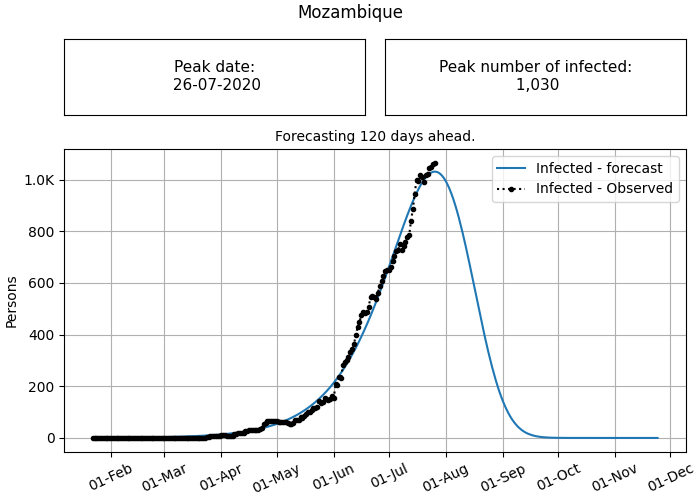 Mozambique
Peak date:
26-07-2020
Peak number of infected:
1,030
Forecasting 120 days ahead.
Infected - forecast
Infected - Observed
1.0K
800
600
400
200
0
Persons
01-Feb
01-Mar
01-Apr
01-May
01-Jun
01-Jul
01-Aug
01-Sep
01-Oct
01-Nov
01-Dec